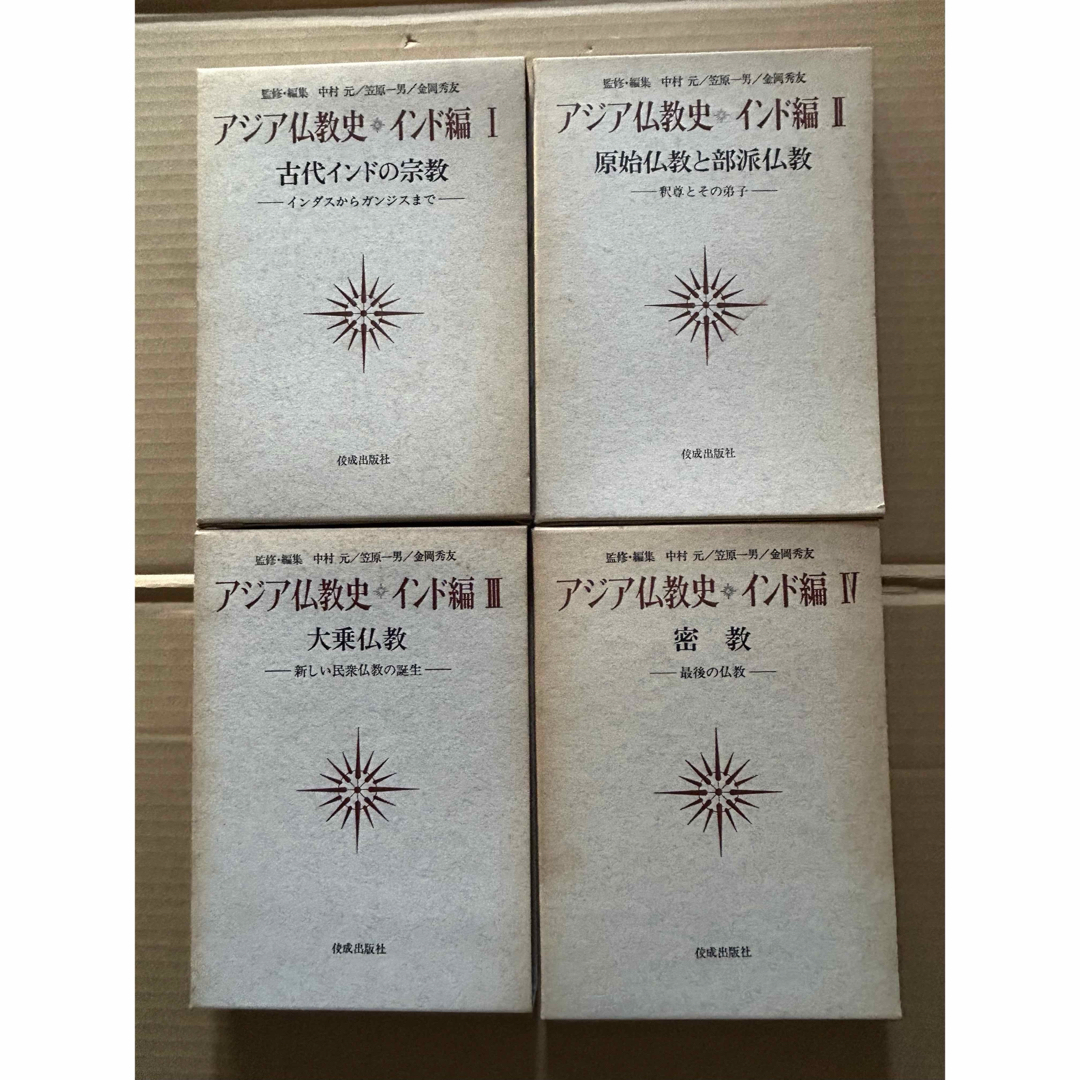 監修・編集 中村 元／笠原一男／金岡秀友
アジア仏教史 インド編 Ⅰ
古代インドの宗教
──インダスからガンジスまで──
佼成出版社
監修・編集 中村 元／笠原一男／金岡秀友
アジア仏教史 インド編 Ⅱ
原始仏教と部派仏教
──釈尊とその弟子──
佼成出版社
監修・編集 中村 元／笠原一男／金岡秀友
アジア仏教史 インド編 Ⅲ
大乗仏教
──新しい民衆仏教の誕生──
佼成出版社
監修・編集 中村 元／笠原一男／金岡秀友
アジア仏教史 インド編 Ⅳ
密 教
──最後の仏教──
佼成出版社